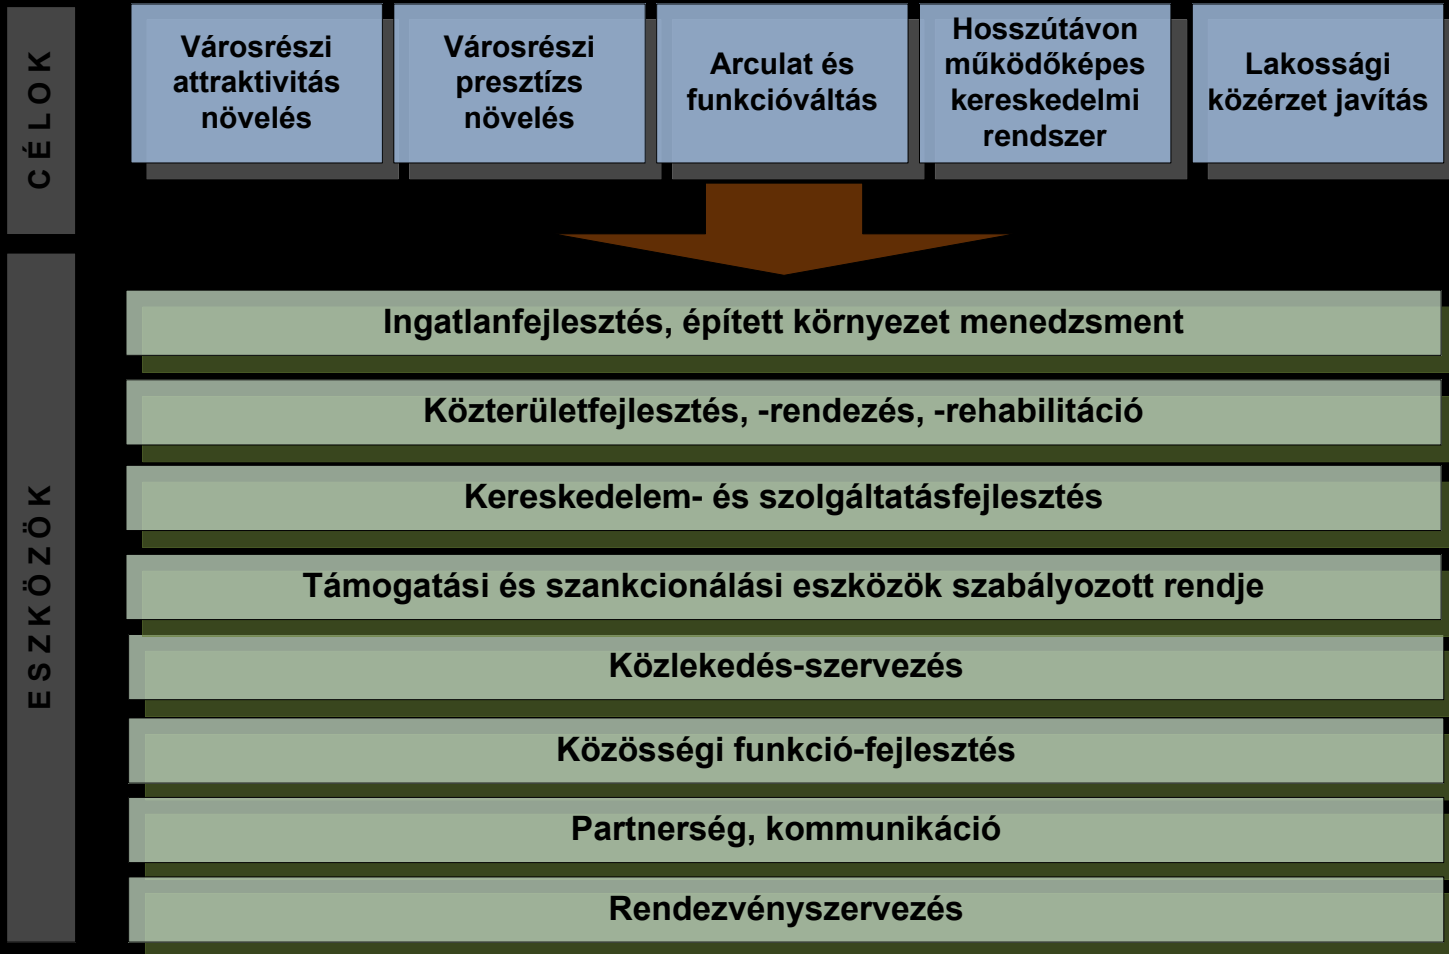 CÉLOK
Városrészi
attraktivitás
növelés
Városrészi
presztízs
növelés
Arculat és
funkcióváltás
Hosszútávon
működőképes
kereskedelmi
rendszer
Lakossági
közérzet javítás
ESZKÖZÖK
Ingatlanfejlesztés, épített környezet menedzsment
Közterületfejlesztés, -rendezés, -rehabilitáció
Kereskedelem- és szolgáltatásfejlesztés
Támogatási és szankcionálási eszközök szabályozott rendje
Közlekedés-szervezés
Közösségi funkció-fejlesztés
Partnerség, kommunikáció
Rendezvényszervezés